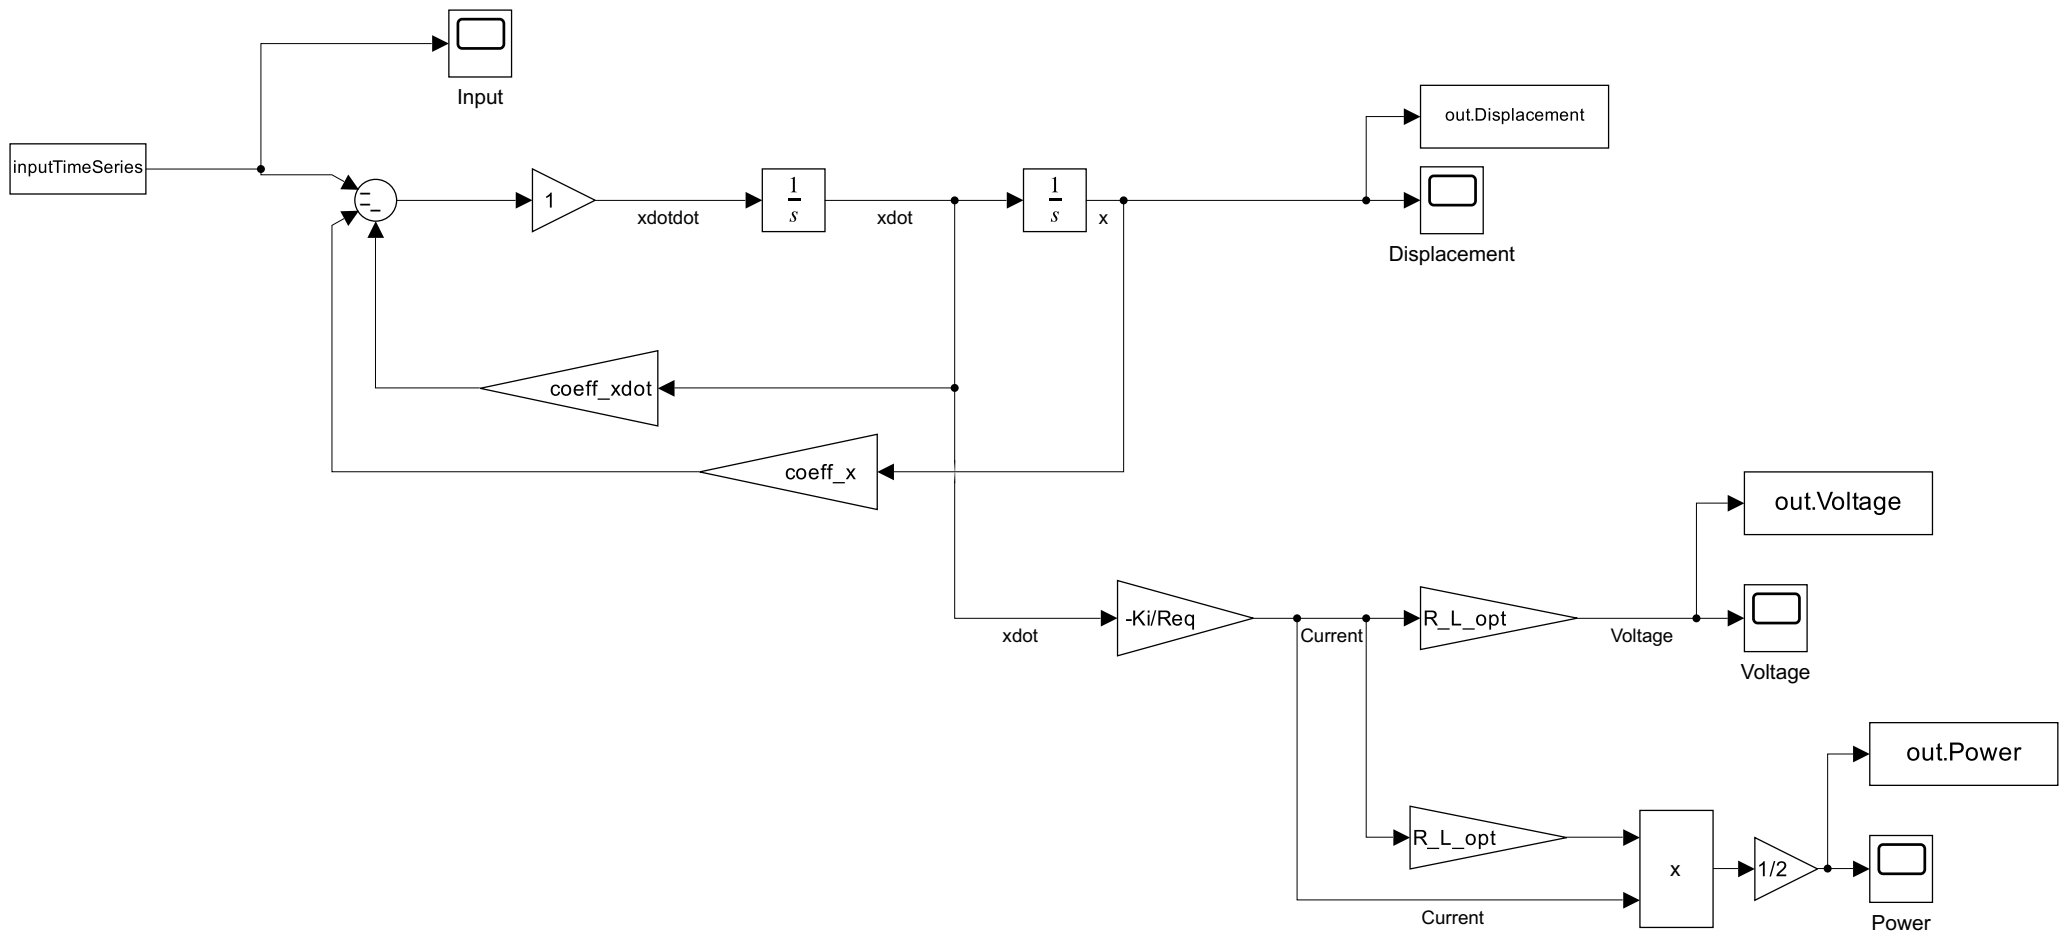 Input
inputTimeSeries
out.Displacement
1
xdotdot
1
s
xdot
1
s
x
Displacement
coeff_xdot
coeff_x
out.Voltage
xdot
-Ki/Req
Current
R_L_opt
Voltage
Voltage
out.Power
R_L_opt
x
1/2
Current
Power